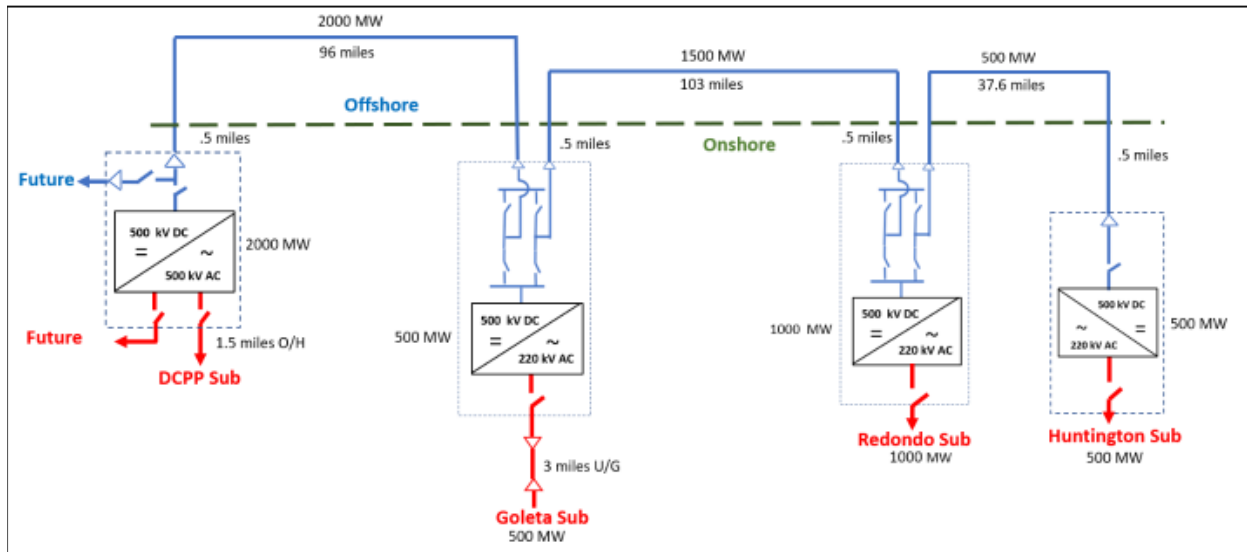 2000 MW
96 miles
1500 MW
103 miles
500 MW
37.6 miles
Offshore
Onshore
.5 miles
.5 miles
.5 miles
.5 miles
Future
500 kV DC
=
~
500 kV AC
2000 MW
Future
1.5 miles O/H
DCPP Sub
500 MW
500 kV DC
=
~
220 kV AC
3 miles U/G
Goleta Sub
500 MW
1000 MW
500 kV DC
=
~
220 kV AC
Redondo Sub
1000 MW
500 kV DC
~
=
220 kV AC
500 MW
Huntington Sub
500 MW